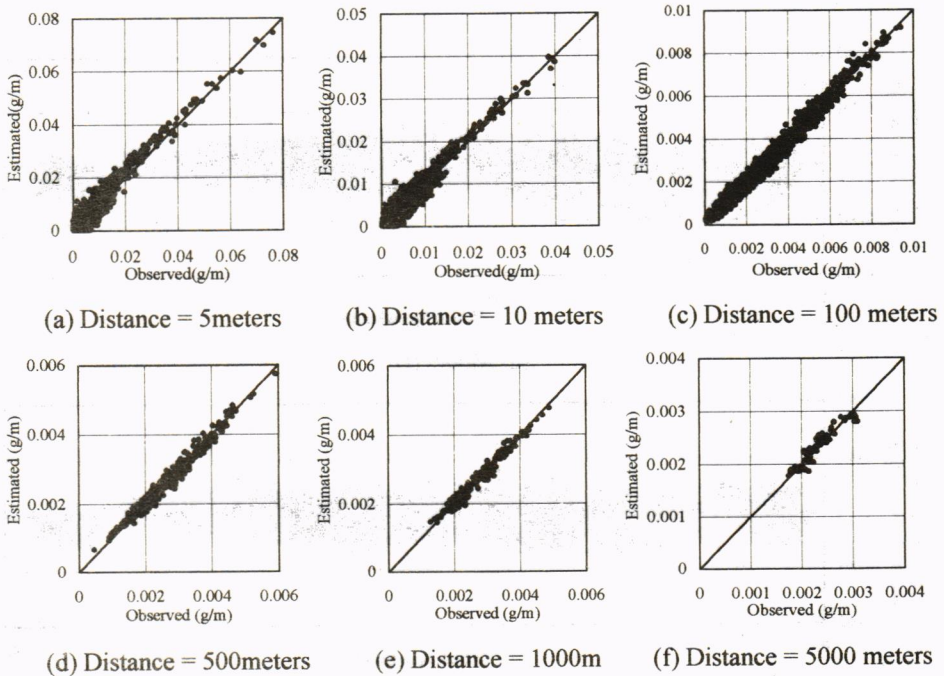 0.08
0.06
0.04
0.02
0
Estimated(g/m)
0 0.02 0.04 0.06 0.08
Observed(g/m)
(a) Distance = 5meters
0.05
0.04
0.03
0.02
0.01
0
Estimated(g/m)
0 0.01 0.02 0.03 0.04 0.05
Observed(g/m)
(b) Distance = 10 meters
0.01
0.008
0.006
0.004
0.002
0
Estimated (g/m)
0 0.002 0.004 0.006 0.008 0.01
Observed (g/m)
(c) Distance = 100 meters
0.006
0.004
0.002
0
Estimated (g/m)
0 0.002 0.004 0.006
Observed (g/m)
(d) Distance = 500meters
0.006
0.004
0.002
0
Estimated (g/m)
0 0.002 0.004 0.006
Observed (g/m)
(e) Distance = 1000m
0.004
0.003
0.002
0.001
0
Estimated (g/m)
0 0.001 0.002 0.003 0.004
Observed (g/m)
(f) Distance = 5000 meters